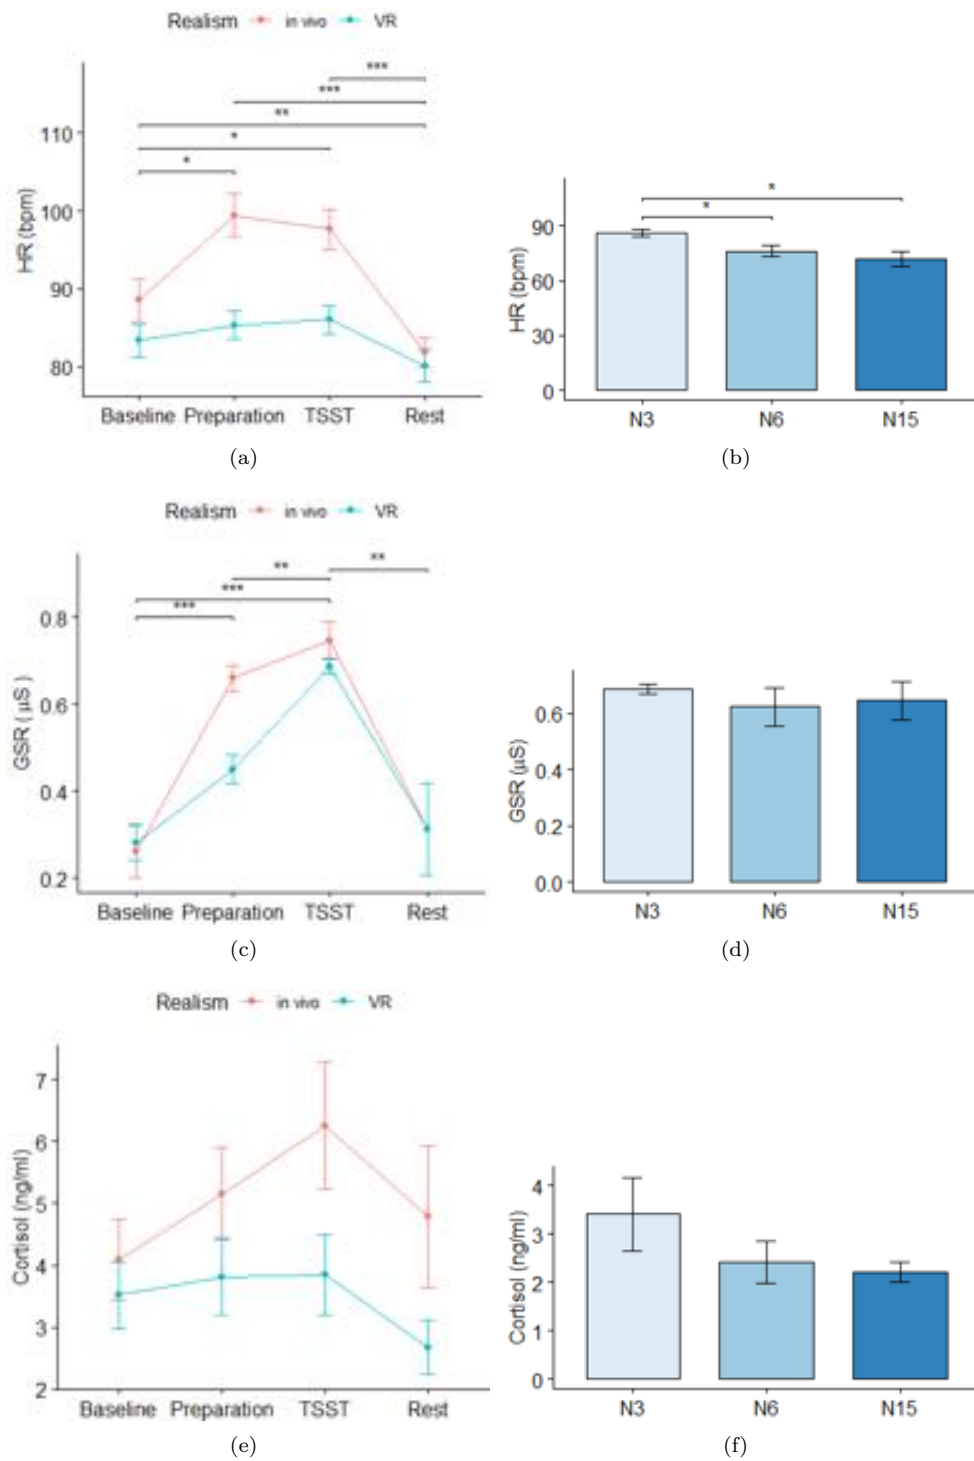 Realism in vivo VR
***
***
**
*
*
110
100
90
80
HR (bpm)
Baseline Preparation TSST Rest
(a)
*
*
90
60
30
0
HR (bpm)
N3 N6 N15
(b)
Realism in vivo VR
**
**
***
***
0.8
0.6
0.4
0.2
GSR ( μS )
Baseline Preparation TSST Rest
(c)
0.6
0.4
0.2
0.0
GSR (μS)
N3 N6 N15
(d)
Realism in vivo VR
7
6
5
4
3
2
Cortisol (ng/ml)
Baseline Preparation TSST Rest
(e)
4
3
2
1
0
Cortisol (ng/ml)
N3 N6 N15
(f)